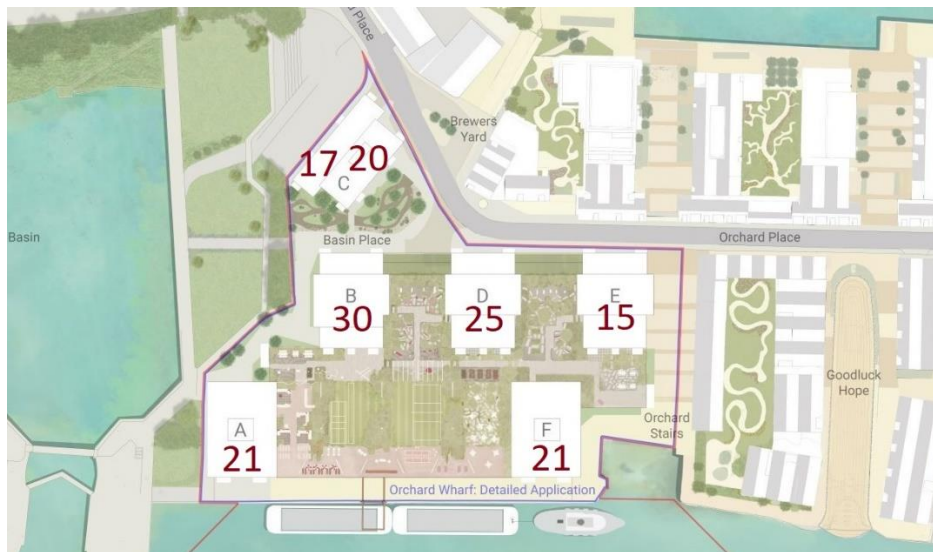 Place
Brewers
Yard
17 20
C
Basin
Basin Place
Orchard Place
B
D
E
30
25
15
Goodluck
Hope
Orchard
Stairs
A
F
21
21
Orchard Wharf: Detailed Application